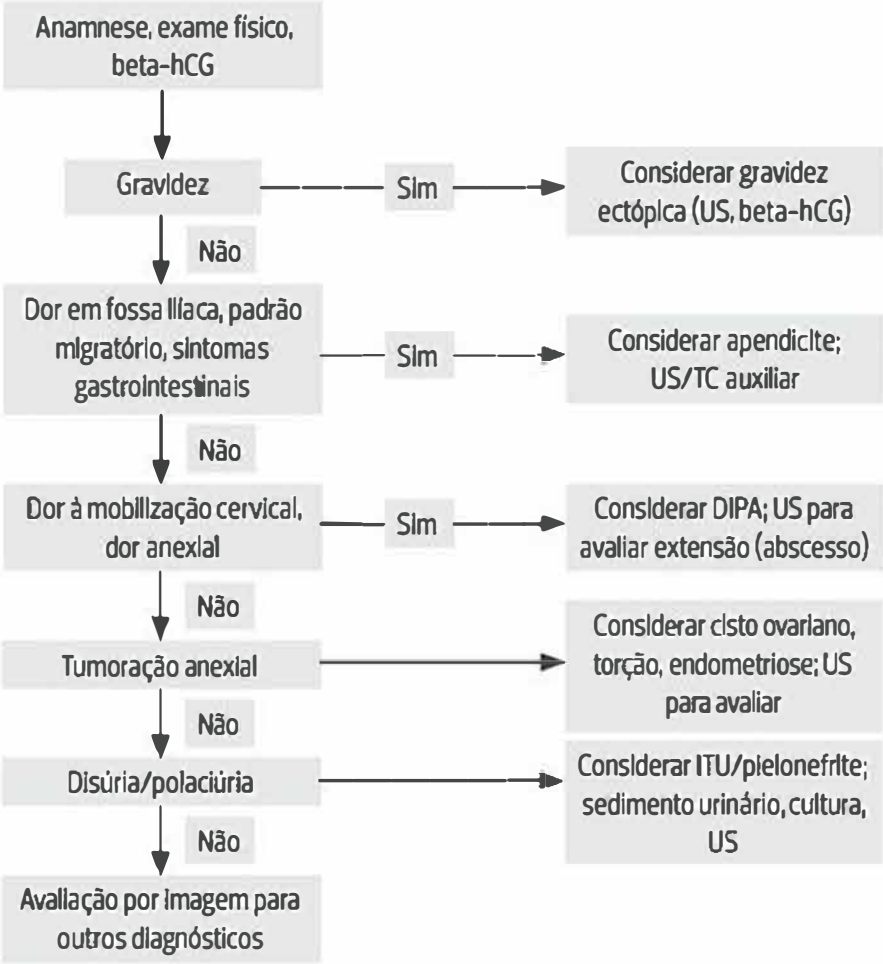 Anamnese, exame físico,
beta-hCG
Gravidez
Sim
Considerar gravidez
ectópica (US, beta-hCG)
Não
Dor em fossa ilíaca, padrão
migratório, sintomas
gastrointestinais
Sim
Considerar apendicite;
US/TC auxiliar
Não
Dor à mobilização cervical,
dor anexial
Sim
Considerar DIPA; US para
avaliar extensão (abscesso)
Não
Tumoração anexial
Considerar cisto ovariano,
torção, endometriose; US
para avaliar
Não
Disúria/polaciúria
Considerar ITU/pielonefrite;
sedimento urinário, cultura,
US
Não
Avaliação por imagem para
outros diagnósticos